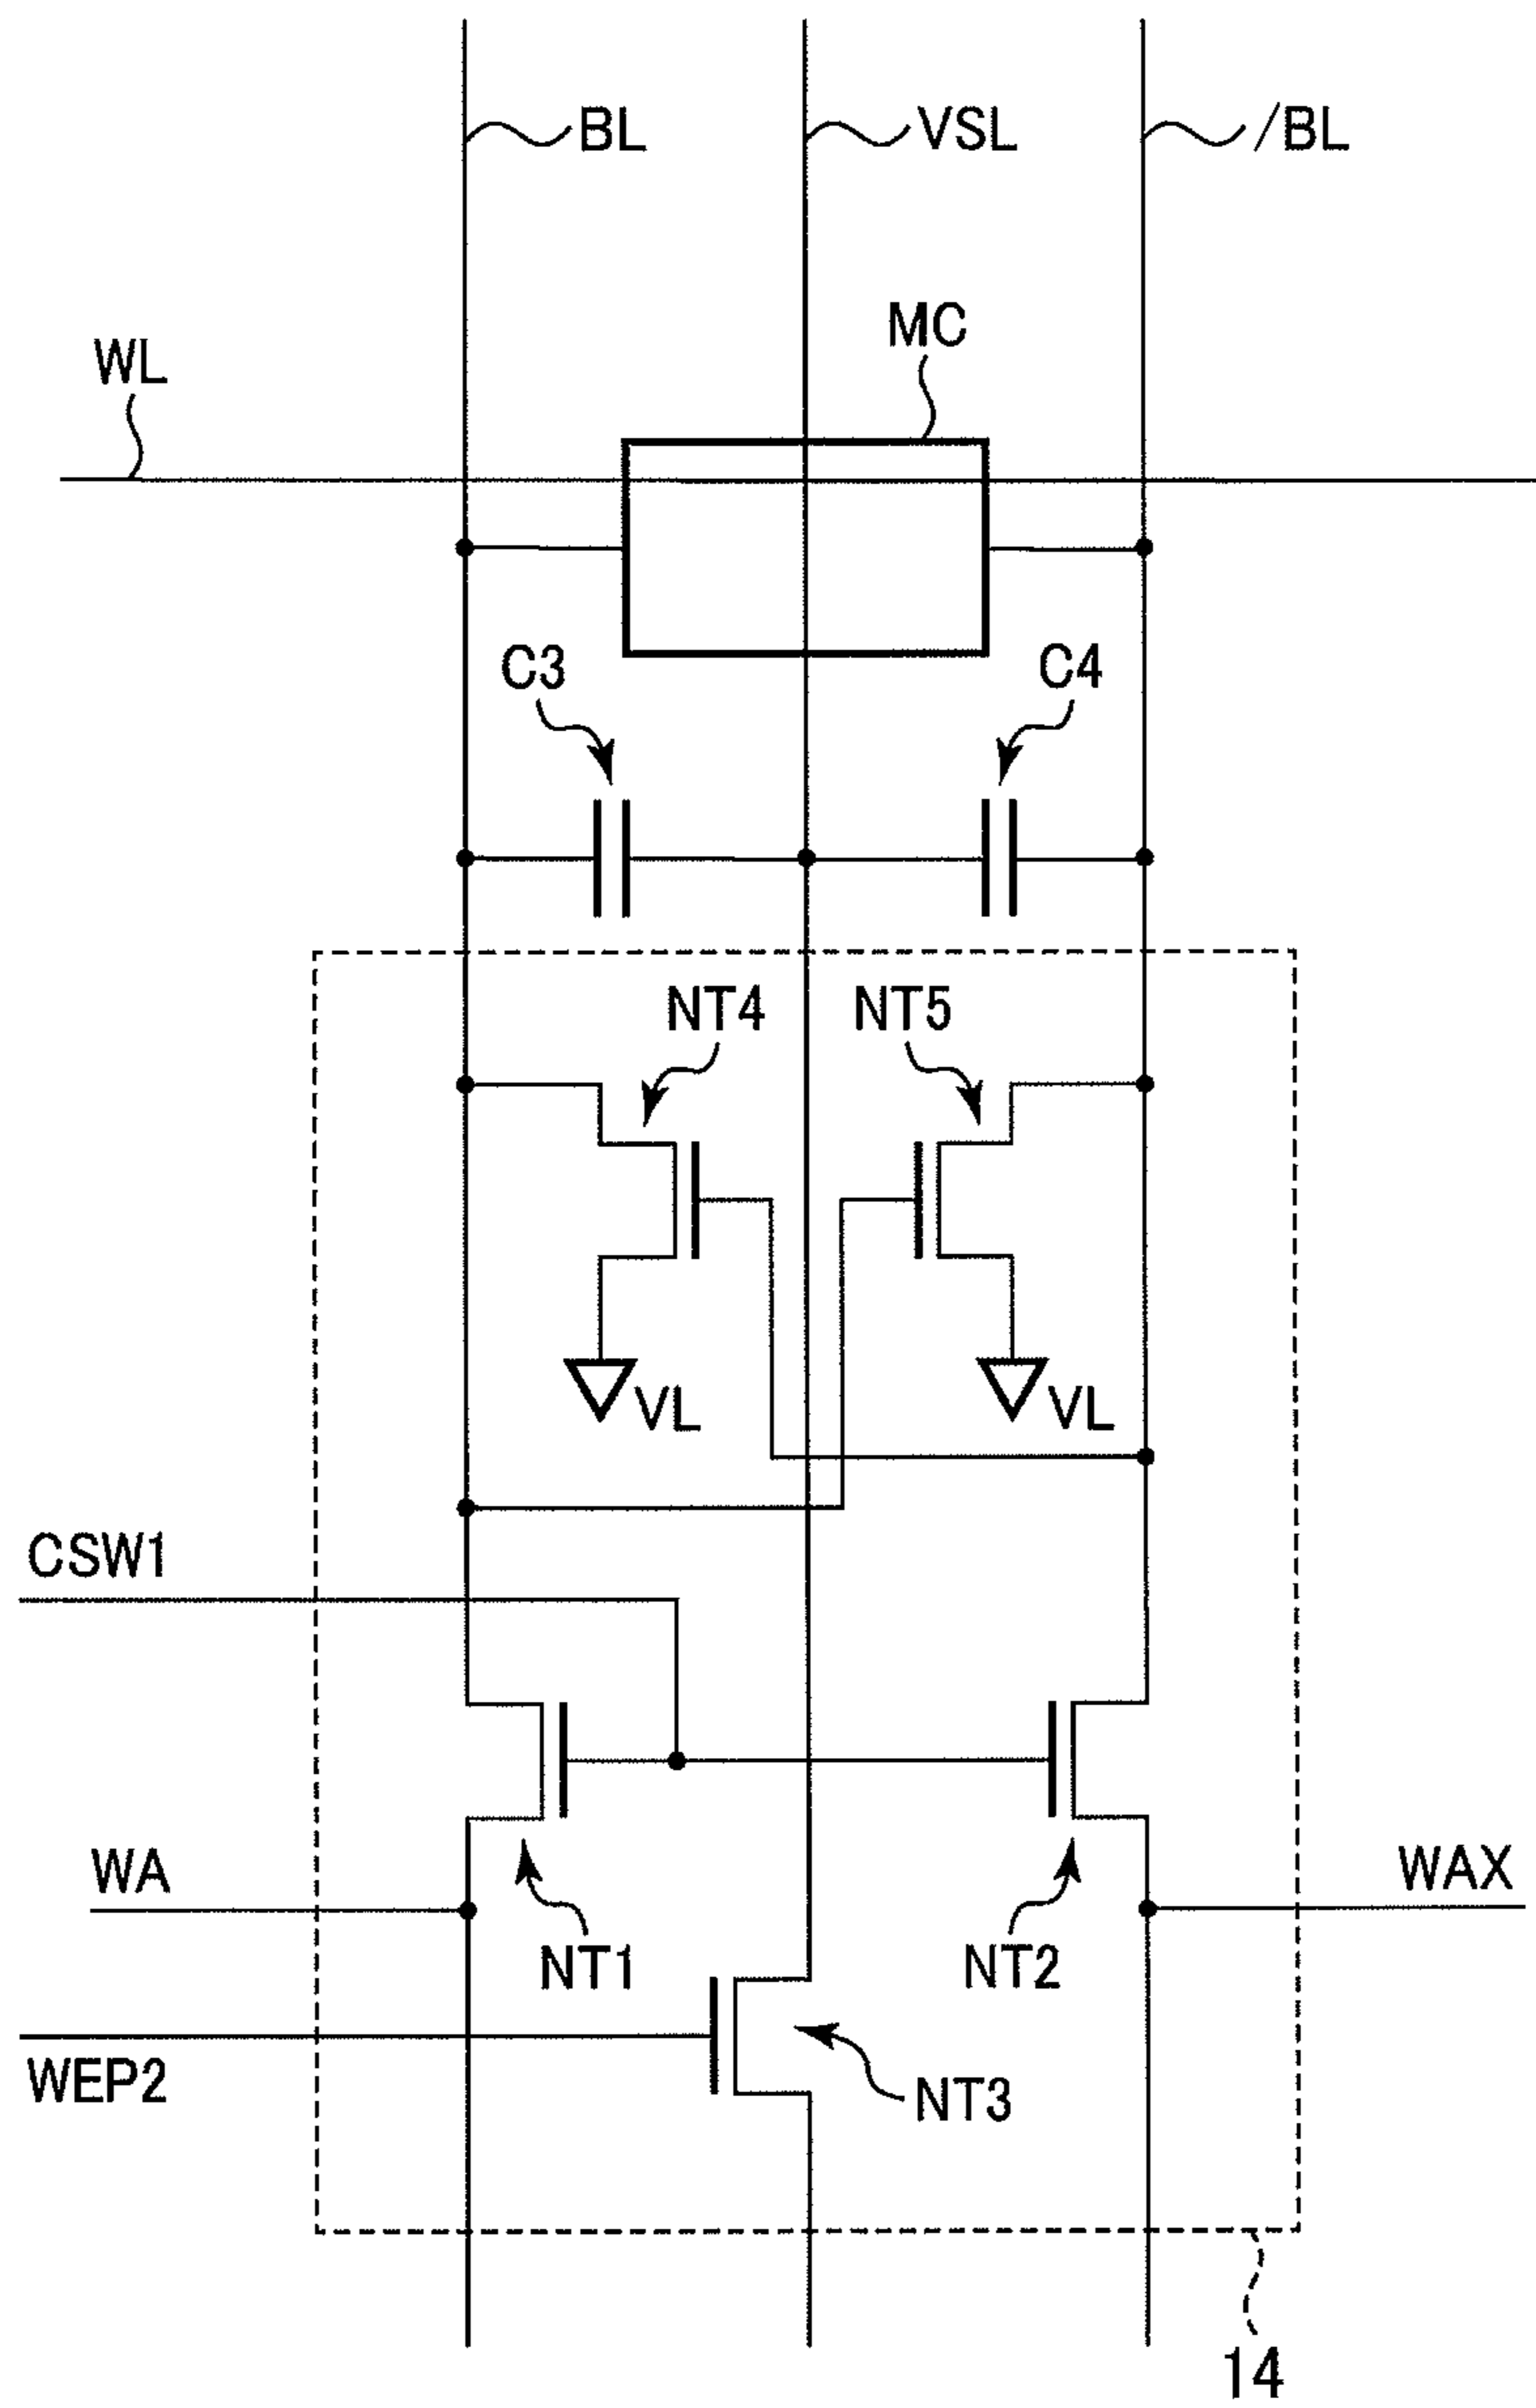 BL
VSL
/BL
MC
WL
C3
C4
NT4
NT5
VL
VL
CSW1
WA
WAX
NT1
NT2
WEP2
NT3
14